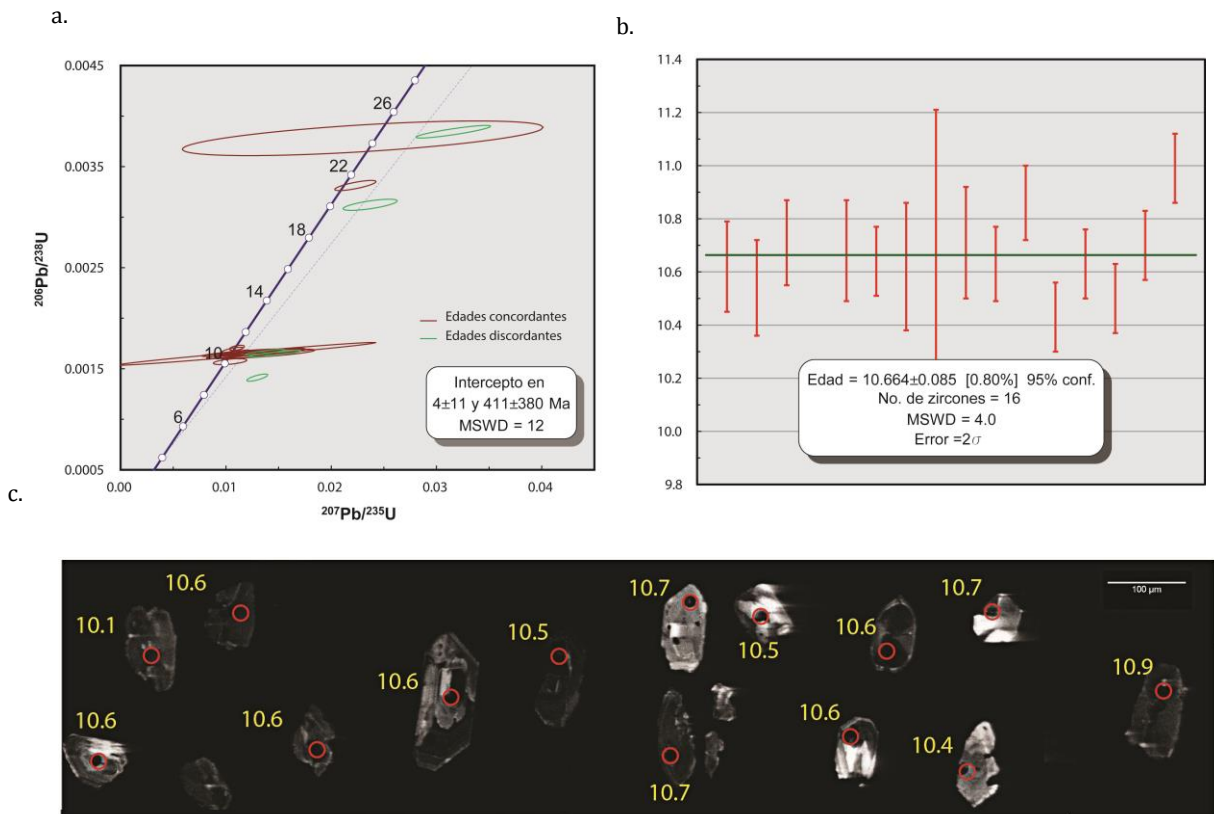 a.
0.0045
0.0035
0.0025
0.0015
0.0005
206Pb/238U
26
22
18
14
10
6
Edades concordantes
Edades discordantes
Intercepto en
4±11 y 411±380 Ma
MSWD = 12
0.00
0.01
0.02
0.03
0.04
207Pb/235U
b.
11.4
11.2
11.0
10.8
10.6
10.4
10.2
10.0
9.8
Edad = 10.664±0.085 [0.80%] 95% conf.
No. de zircones = 16
MSWD = 4.0
Error =2σ
c.
10.1
10.6
10.6
10.6
10.6
10.5
10.7
10.5
10.6
10.7
10.7
10.6
10.4
10.9
100 µm